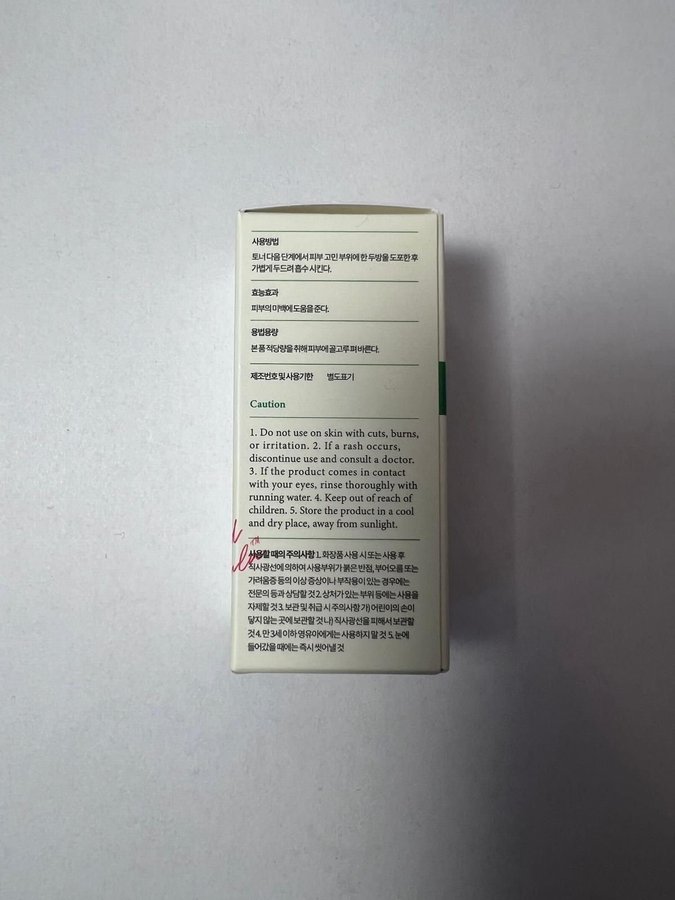 사용방법
토너 다음 단계에서 피부 고민 부위에 한 두방울 도포한 후
가볍게 두드려 흡수 시킨다.
효능효과
피부의 미백에 도움을 준다.
용법용량
본 품 적당량을 취해 피부에 골고루 펴 바른다.
제조번호 및 사용기한 별도표기
Caution
1. Do not use on skin with cuts, burns,
or irritation. 2. If a rash occurs,
discontinue use and consult a doctor.
3. If the product comes in contact
with your eyes, rinse thoroughly with
running water. 4. Keep out of reach of
children. 5. Store the product in a cool
and dry place, away from sunlight.
사용할 때의 주의사항 1. 화장품 사용 시 또는 사용 후
직사광선에 의하여 사용부위가 붉은 반점, 부어오름 또는
가려움증 등의 이상 증상이나 부작용이 있는 경우에는
전문의 등과 상담할 것 2. 상처가 있는 부위 등에는 사용을
자제할 것 3. 보관 및 취급 시 주의사항 가) 어린이의 손이
닿지 않는 곳에 보관할 것 나) 직사광선을 피해서 보관할
것 4. 만 3세 이하 영유아에게는 사용하지 말 것 5. 눈에
들어갔을 때에는 즉시 씻어낼 것
TM